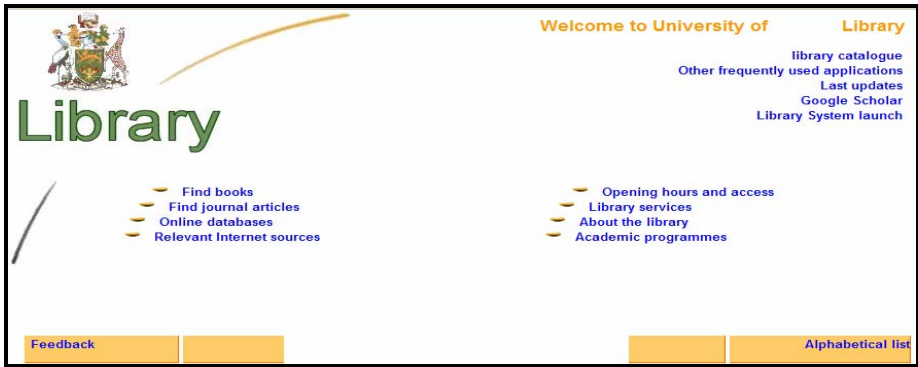 Welcome to University of Library
library catalogue
Other frequently used applications
Last updates
Google Scholar
Library System launch
Library
Find books
Find journal articles
Online databases
Relevant Internet sources
Opening hours and access
Library services
About the library
Academic programmes
Feedback
Alphabetical list